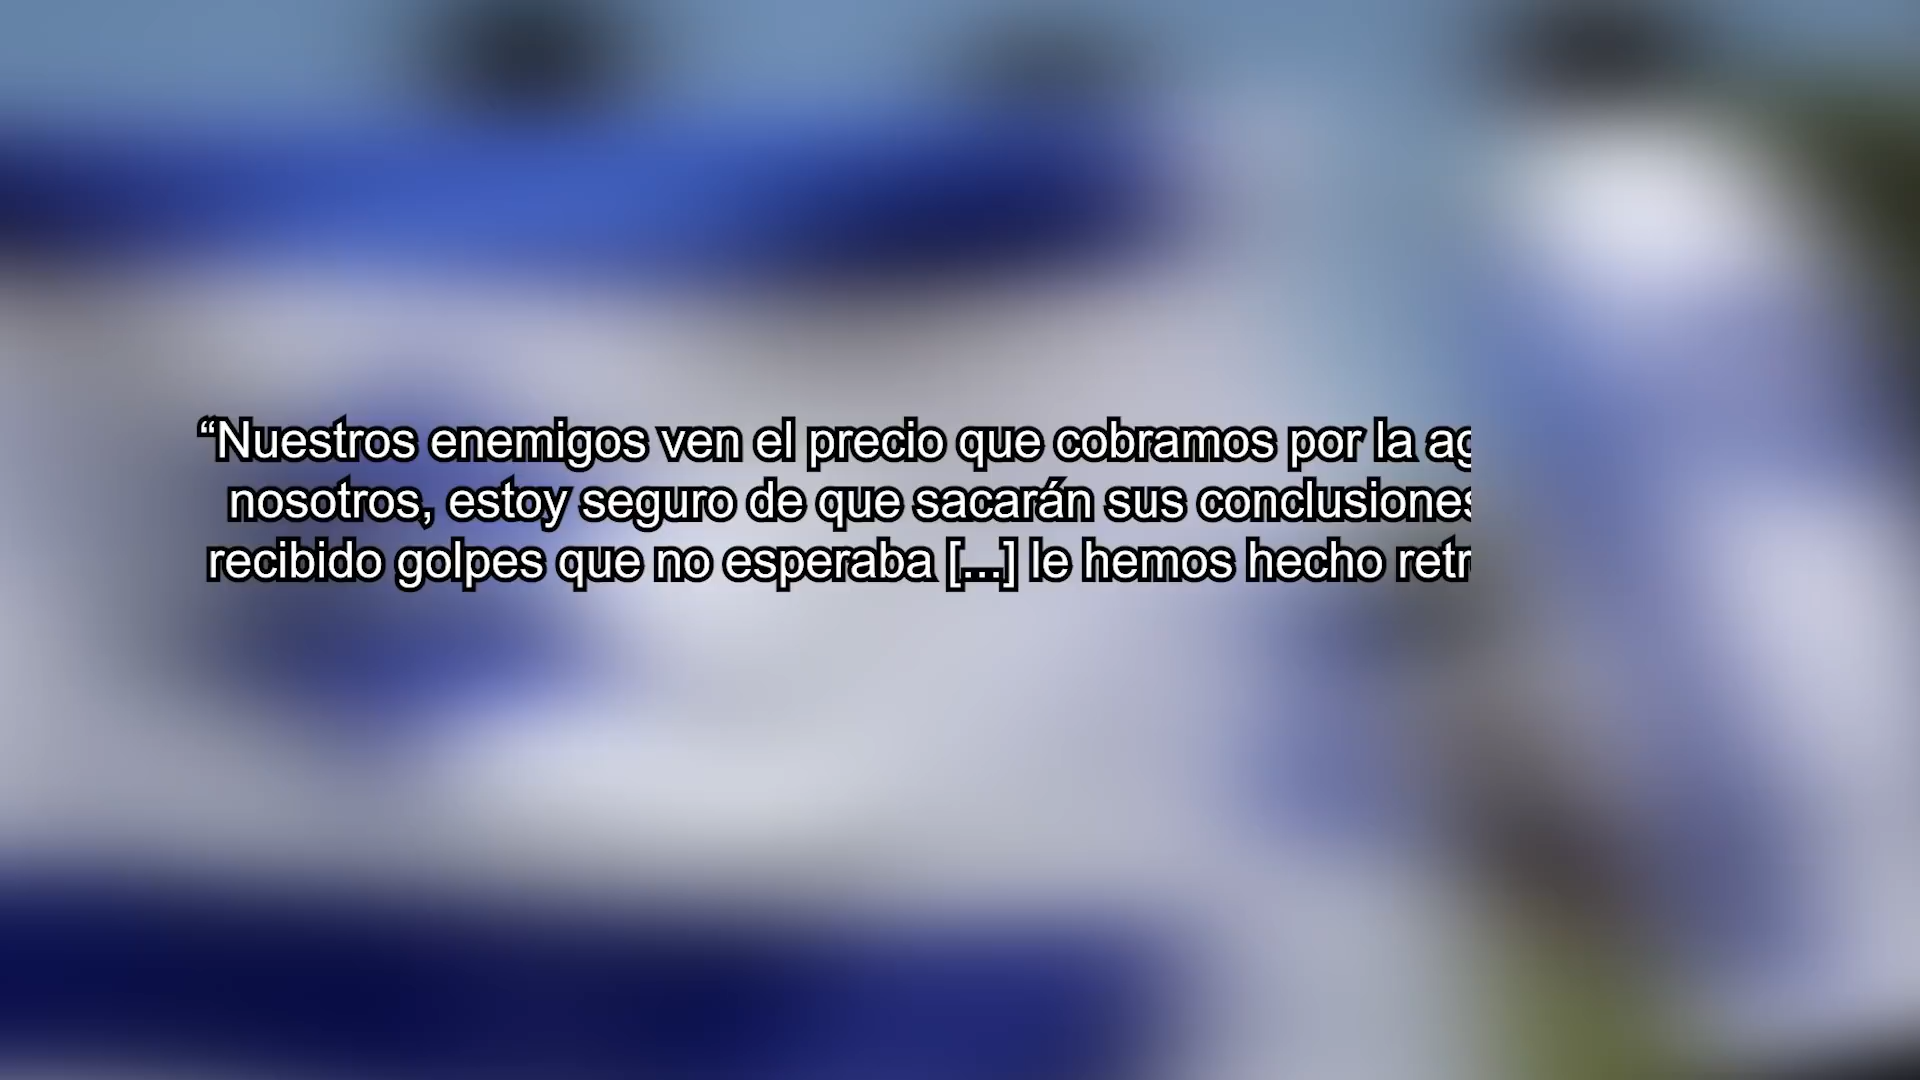 “Nuestros enemigos ven el precio que cobramos por la
nosotros, estoy seguro de que sacarán sus conclusiones
recibido golpes que no esperaba [...] le hemos hecho